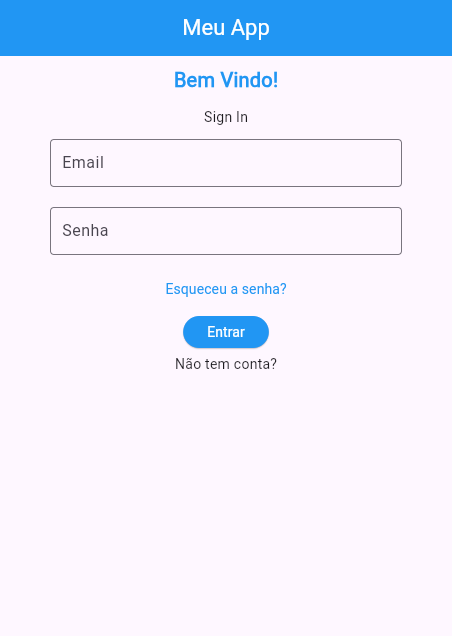 Meu App
Bem Vindo!
Sign In
Email
Senha
Esqueceu a senha?
Entrar
Não tem conta?